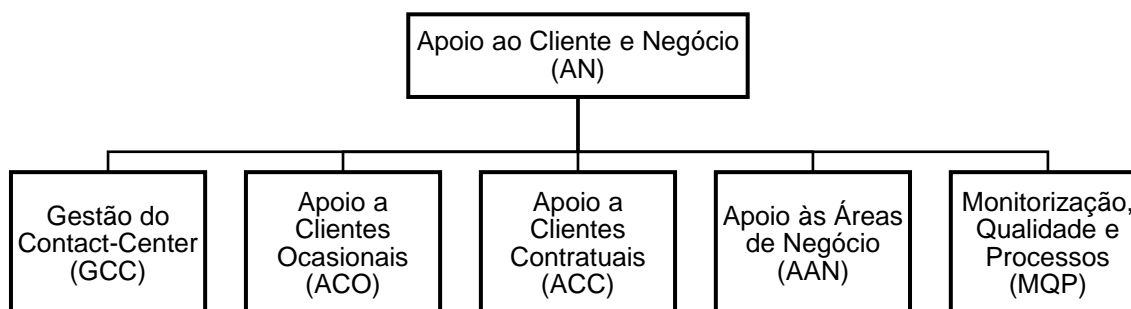 Apoio ao Cliente e Negócio
(AN)
Gestão do
Contact-Center
(GCC)
Apoio a
Clientes
Ocasionais
(ACO)
Apoio a
Clientes
Contratuais
(ACC)
Apoio às Áreas
de Negócio
(AAN)
Monitorização,
Qualidade e
Processos
(MQP)